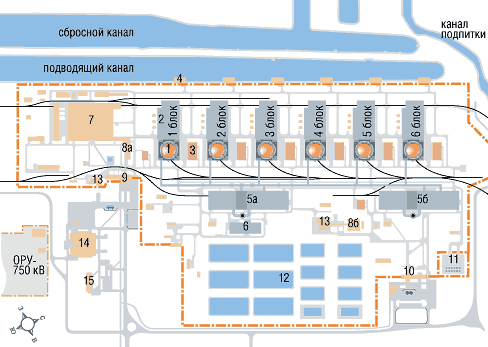 сбросной канал
канал
подпитки
подводящий канал
4
7
2
1 блок
2 блок
3 блок
4 блок
5 блок
6 блок
8а
1
3
13
9
5а
5б
6
13
8б
14
ОРУ-
750 кВ
15
12
10
11
С
В